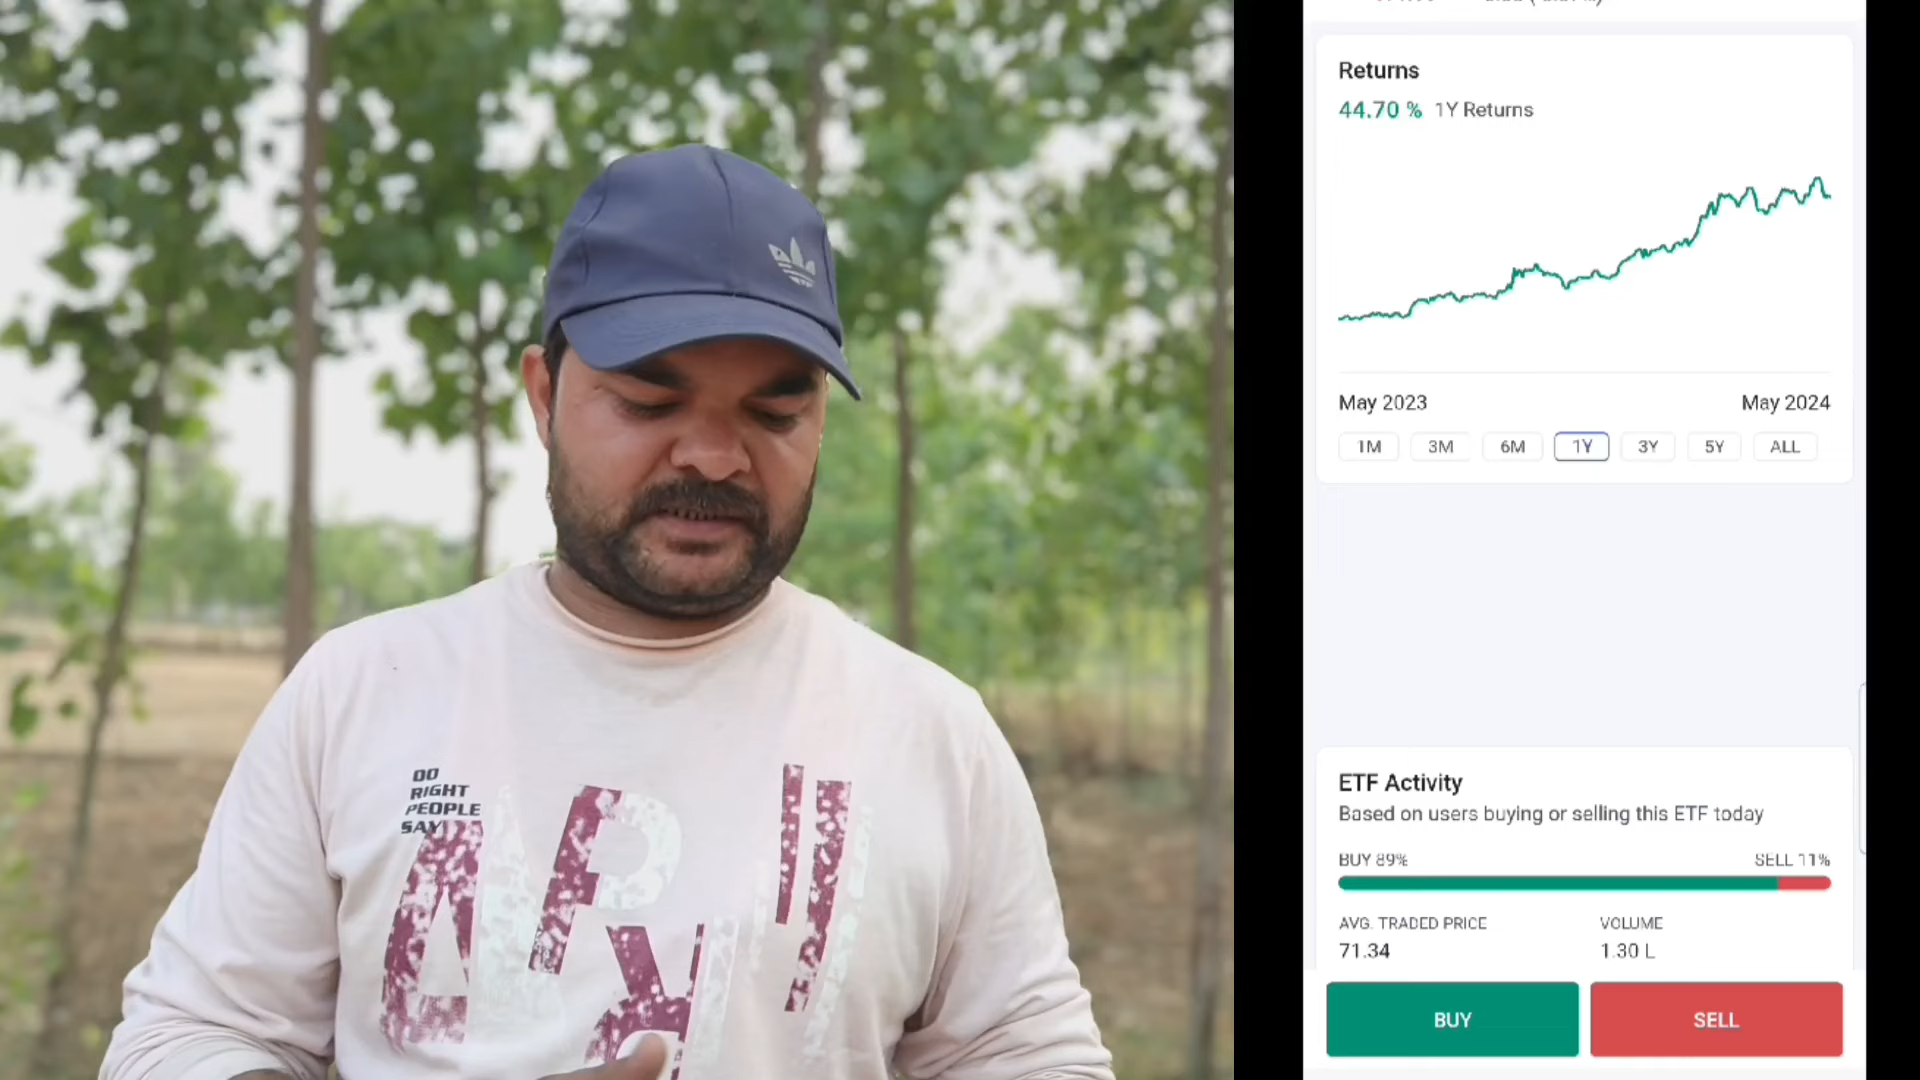 DO
RIGHT
PEOPLE
SAY
Returns
44.70 % 1Y Returns
May 2023 May 2024
1M 3M 6M 1Y 3Y 5Y ALL
ETF Activity
Based on users buying or selling this ETF today
BUY 89% SELL 11%
AVG. TRADED PRICE VOLUME
71.34 1.30 L
BUY SELL